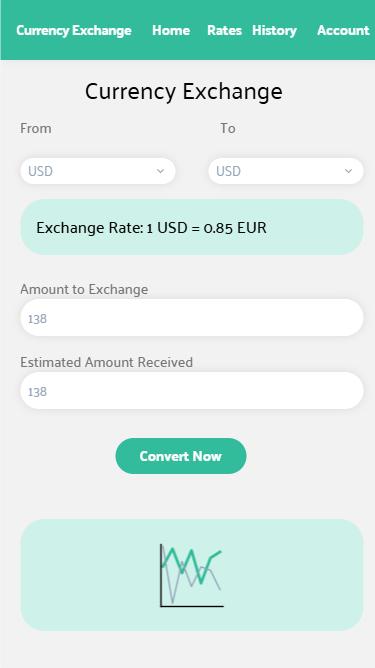 Currency Exchange Home Rates History Account
Currency Exchange
From To
USD USD
Exchange Rate: 1 USD = 0.85 EUR
Amount to Exchange
138
Estimated Amount Received
138
Convert Now